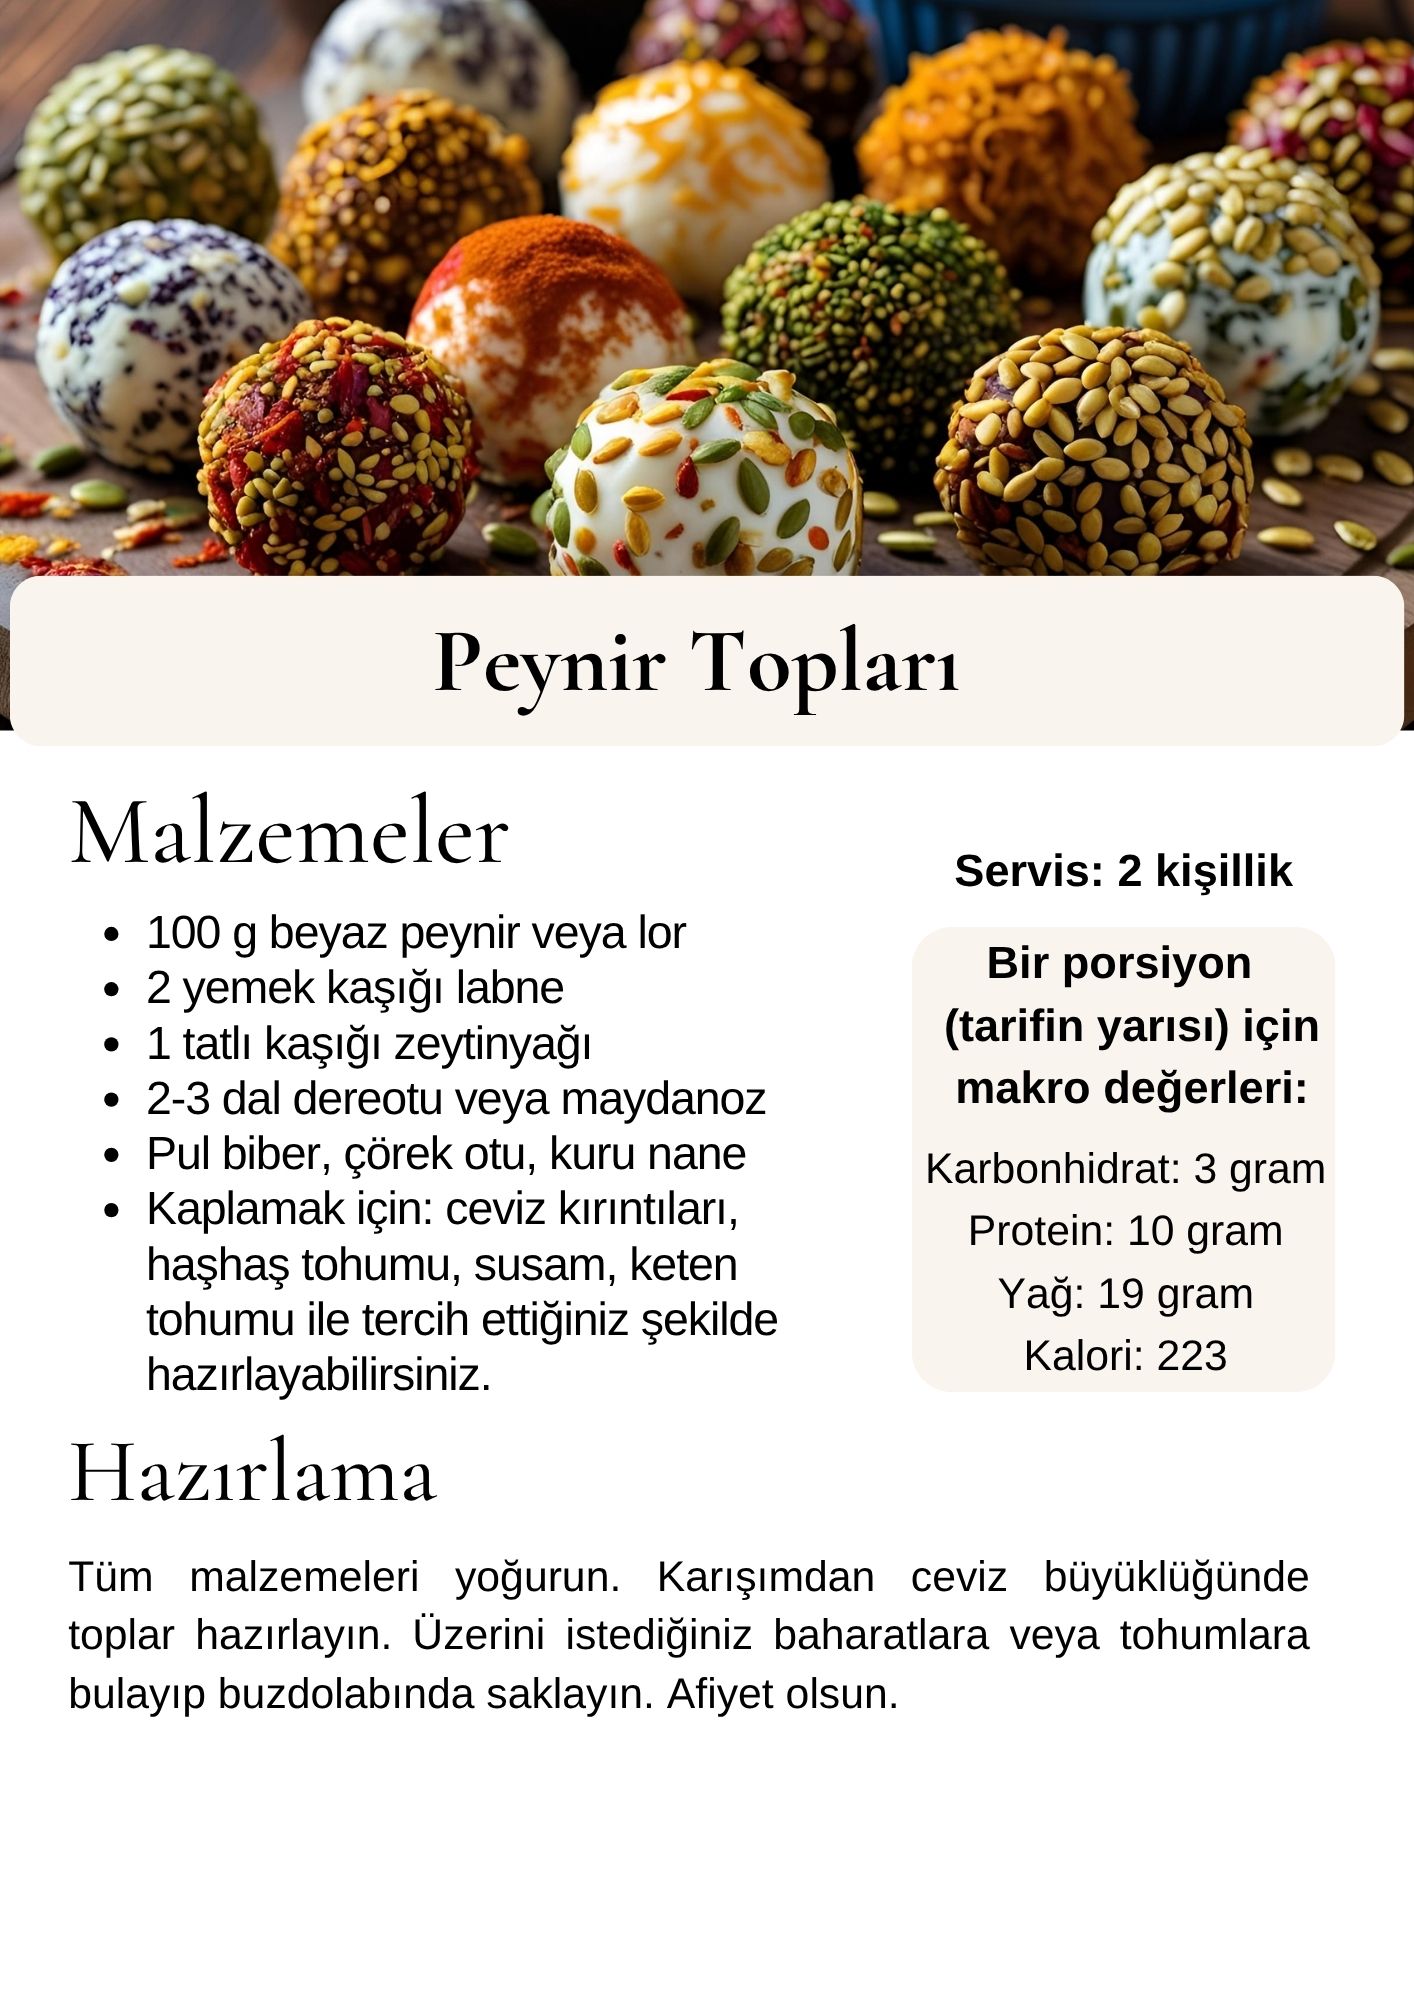 Peynir Topları
Malzemeler
100 g beyaz peynir veya lor
2 yemek kaşığı labne
1 tatlı kaşığı zeytinyağı
2-3 dal dereotu veya maydanoz
Pul biber, çörek otu, kuru nane
Kaplamak için: ceviz kırıntıları,
haşhaş tohumu, susam, keten
tohumu ile tercih ettiğiniz şekilde
hazırlayabilirsiniz.
Servis: 2 kişillik
Bir porsiyon
(tarifin yarısı) için
makro değerleri:
Karbonhidrat: 3 gram
Protein: 10 gram
Yağ: 19 gram
Kalori: 223
Hazırlama
Tüm malzemeleri yoğurun. Karışımdan ceviz büyüklüğünde
toplar hazırlayın. Üzerini istediğiniz baharatlara veya tohumlara
bulayıp buzdolabında saklayın. Afiyet olsun.